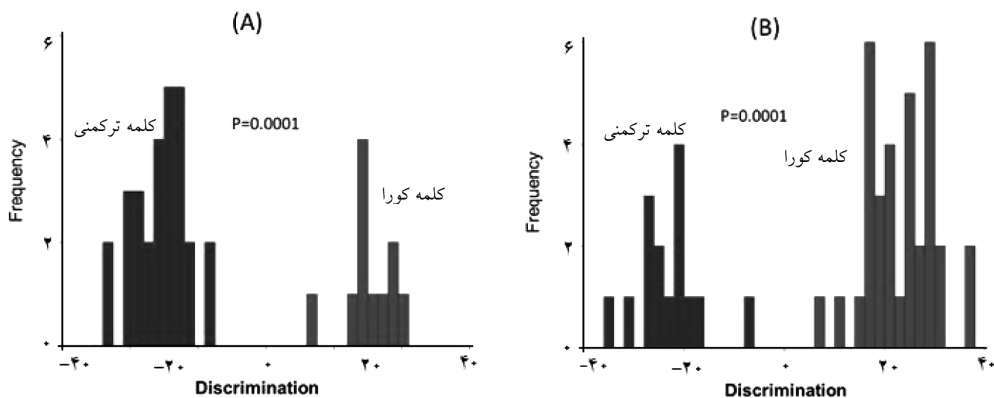 (A)
۶
۴
۲
۰
Frequency
کلمه ترکمنی
P=0.0001
کلمه کورا
−۴۰
−۲۰
۰
۲۰
۴۰
Discrimination
(B)
۶
۴
۲
۰
Frequency
کلمه ترکمنی
P=0.0001
کلمه کورا
−۴۰
−۲۰
۰
۲۰
۴۰
Discrimination